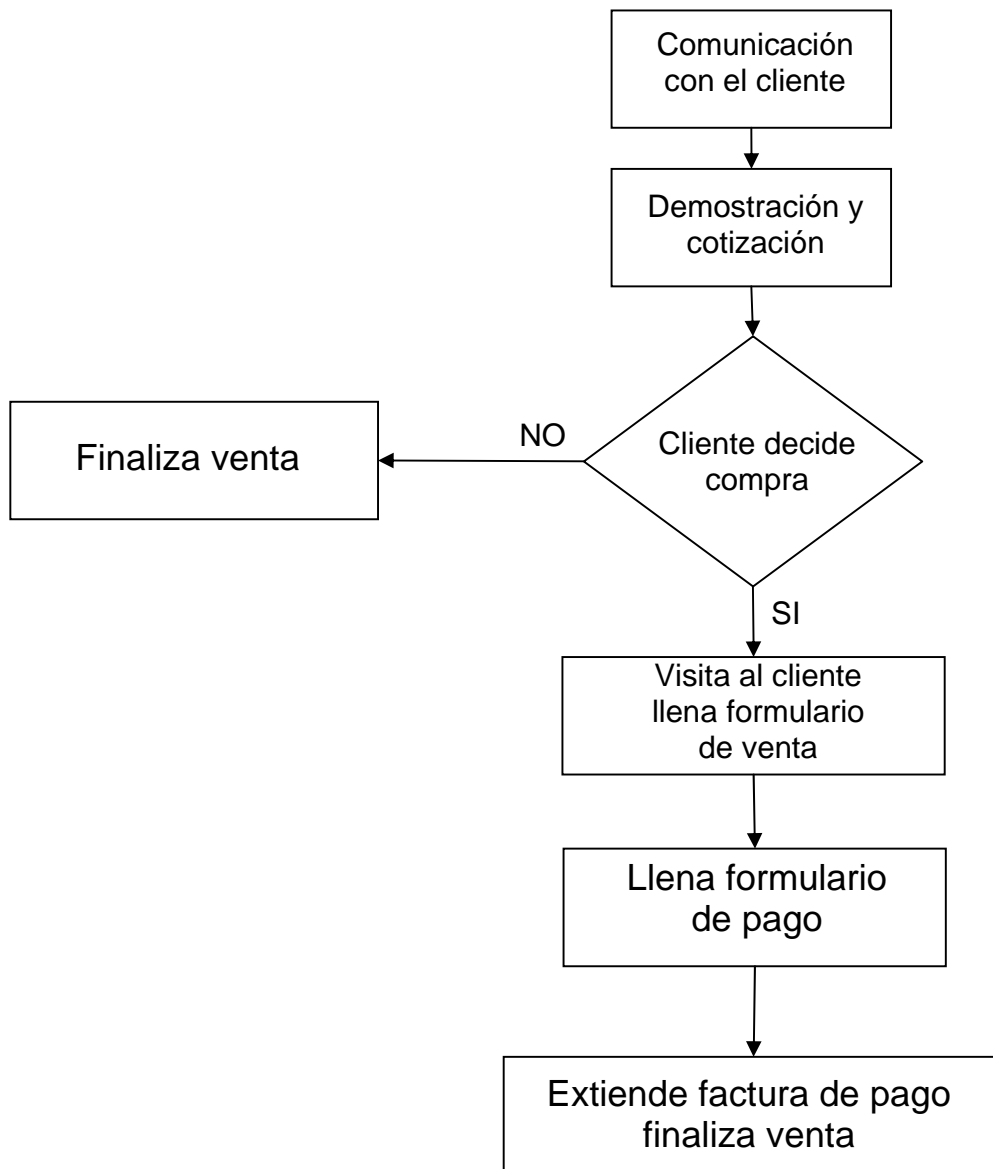 Comunicación
con el cliente
Demostración y
cotización
Cliente decide
compra
NO
Finaliza venta
SI
Visita al cliente
llena formulario
de venta
Llena formulario
de pago
Extiende factura de pago
finaliza venta